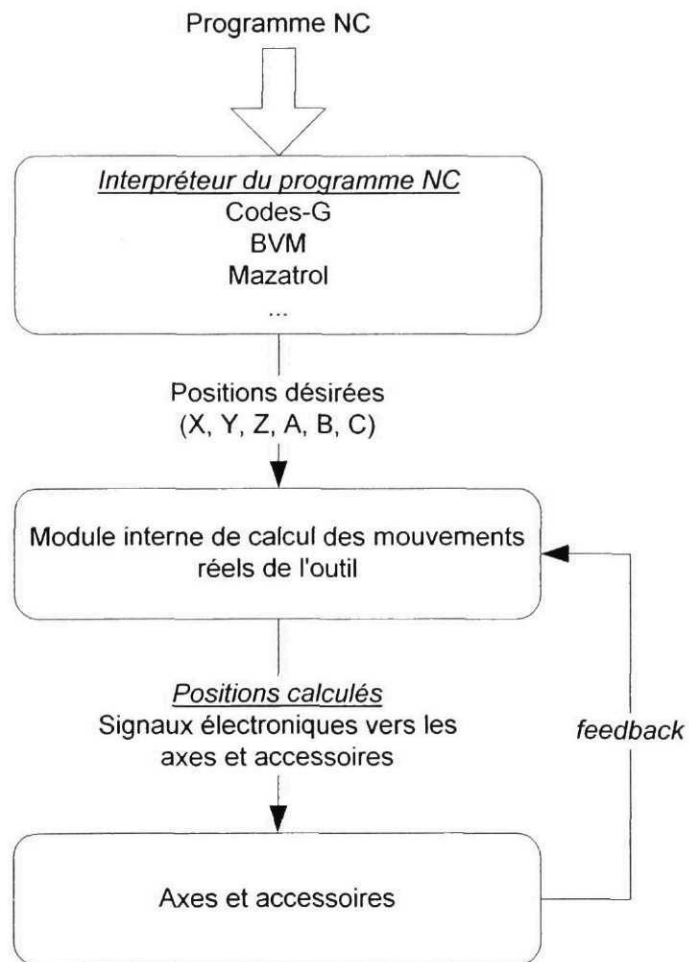 Programme NC
Interpréteur du programme NC
Codes-G
BVM
Mazatrol
...
Positions désirées
(X, Y, Z, A, B, C)
Module interne de calcul des mouvements
réels de l'outil
Positions calculés
Signaux électroniques vers les
axes et accessoires
feedback
Axes et accessoires